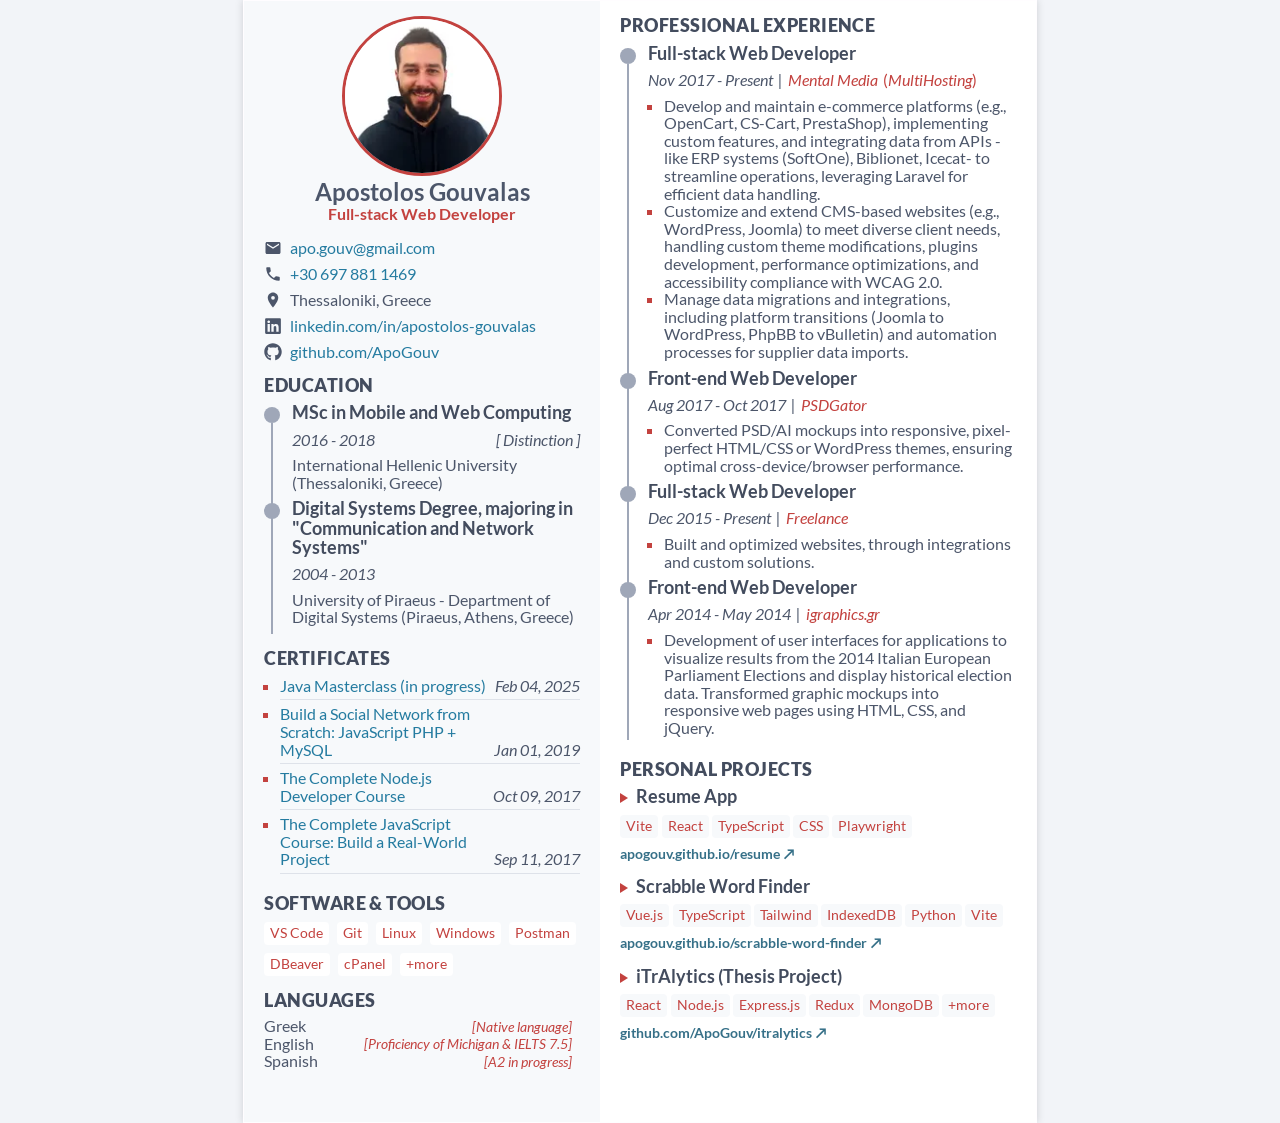 Apostolos Gouvalas
Full-stack Web Developer
apo.gouv@gmail.com
+30 697 881 1469
Thessaloniki, Greece
linkedin.com/in/apostolos-gouvalas
github.com/ApoGouv
EDUCATION
MSc in Mobile and Web Computing
2016 - 2018 [ Distinction ]
International Hellenic University
(Thessaloniki, Greece)
Digital Systems Degree, majoring in
"Communication and Network
Systems"
2004 - 2013
University of Piraeus - Department of
Digital Systems (Piraeus, Athens, Greece)
CERTIFICATES
Java Masterclass (in progress) Feb 04, 2025
Build a Social Network from
Scratch: JavaScript PHP +
MySQL Jan 01, 2019
The Complete Node.js
Developer Course Oct 09, 2017
The Complete JavaScript
Course: Build a Real-World
Project Sep 11, 2017
SOFTWARE & TOOLS
VS Code Git Linux Windows Postman
DBeaver cPanel +more
LANGUAGES
Greek [Native language]
English [Proficiency of Michigan & IELTS 7.5]
Spanish [A2 in progress]
PROFESSIONAL EXPERIENCE
Full-stack Web Developer
Nov 2017 - Present | Mental Media (MultiHosting)
Develop and maintain e-commerce platforms (e.g.,
OpenCart, CS-Cart, PrestaShop), implementing
custom features, and integrating data from APIs -
like ERP systems (SoftOne), Biblionet, Icecat- to
streamline operations, leveraging Laravel for
efficient data handling.
Customize and extend CMS-based websites (e.g.,
WordPress, Joomla) to meet diverse client needs,
handling custom theme modifications, plugins
development, performance optimizations, and
accessibility compliance with WCAG 2.0.
Manage data migrations and integrations,
including platform transitions (Joomla to
WordPress, PhpBB to vBulletin) and automation
processes for supplier data imports.
Front-end Web Developer
Aug 2017 - Oct 2017 | PSDGator
Converted PSD/AI mockups into responsive, pixel-
perfect HTML/CSS or WordPress themes, ensuring
optimal cross-device/browser performance.
Full-stack Web Developer
Dec 2015 - Present | Freelance
Built and optimized websites, through integrations
and custom solutions.
Front-end Web Developer
Apr 2014 - May 2014 | igraphics.gr
Development of user interfaces for applications to
visualize results from the 2014 Italian European
Parliament Elections and display historical election
data. Transformed graphic mockups into
responsive web pages using HTML, CSS, and
jQuery.
PERSONAL PROJECTS
Resume App
Vite React TypeScript CSS Playwright
apogouv.github.io/resume ↗
Scrabble Word Finder
Vue.js TypeScript Tailwind IndexedDB Python Vite
apogouv.github.io/scrabble-word-finder ↗
iTrAlytics (Thesis Project)
React Node.js Express.js Redux MongoDB +more
github.com/ApoGouv/itralytics ↗